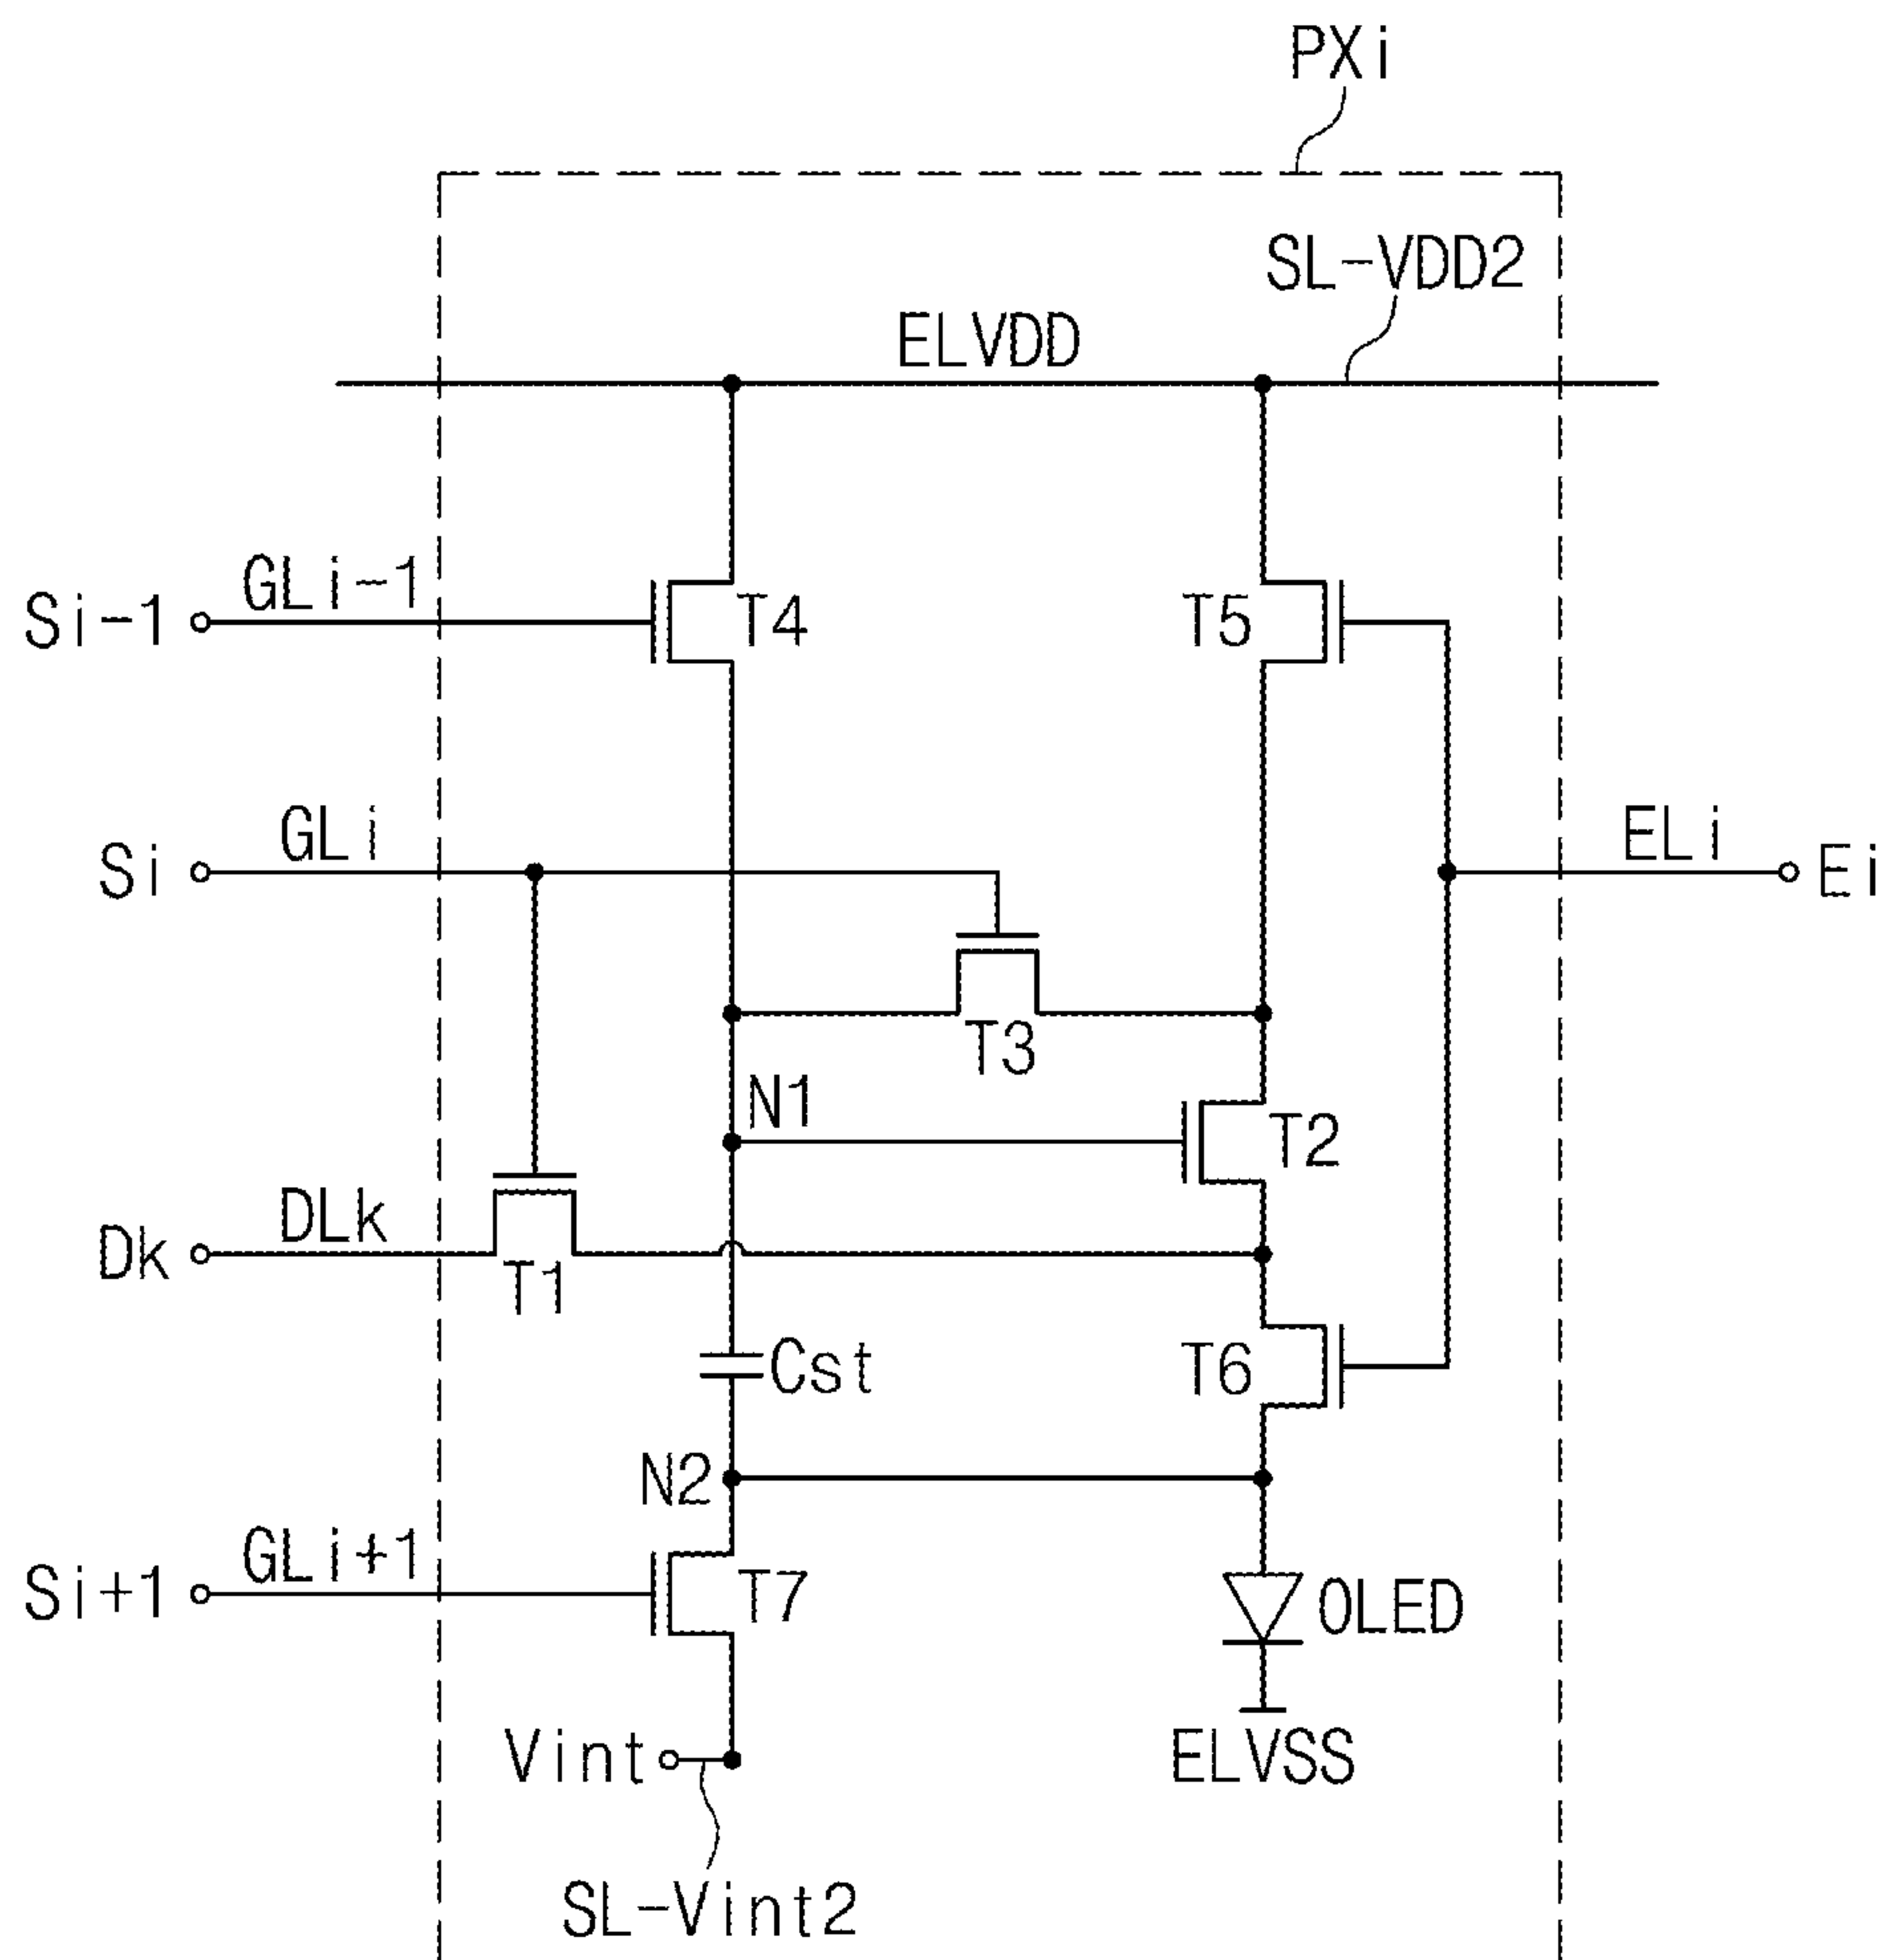 PXi
SL-VDD2
ELVDD
GLi-1
Si-1
T4
T5
GLi
Si
ELi
Ei
T3
N1
T2
DLk
Dk
T1
Cst
T6
N2
GLi+1
Si+1
T7
OLED
Vint
ELVSS
SL-Vint2